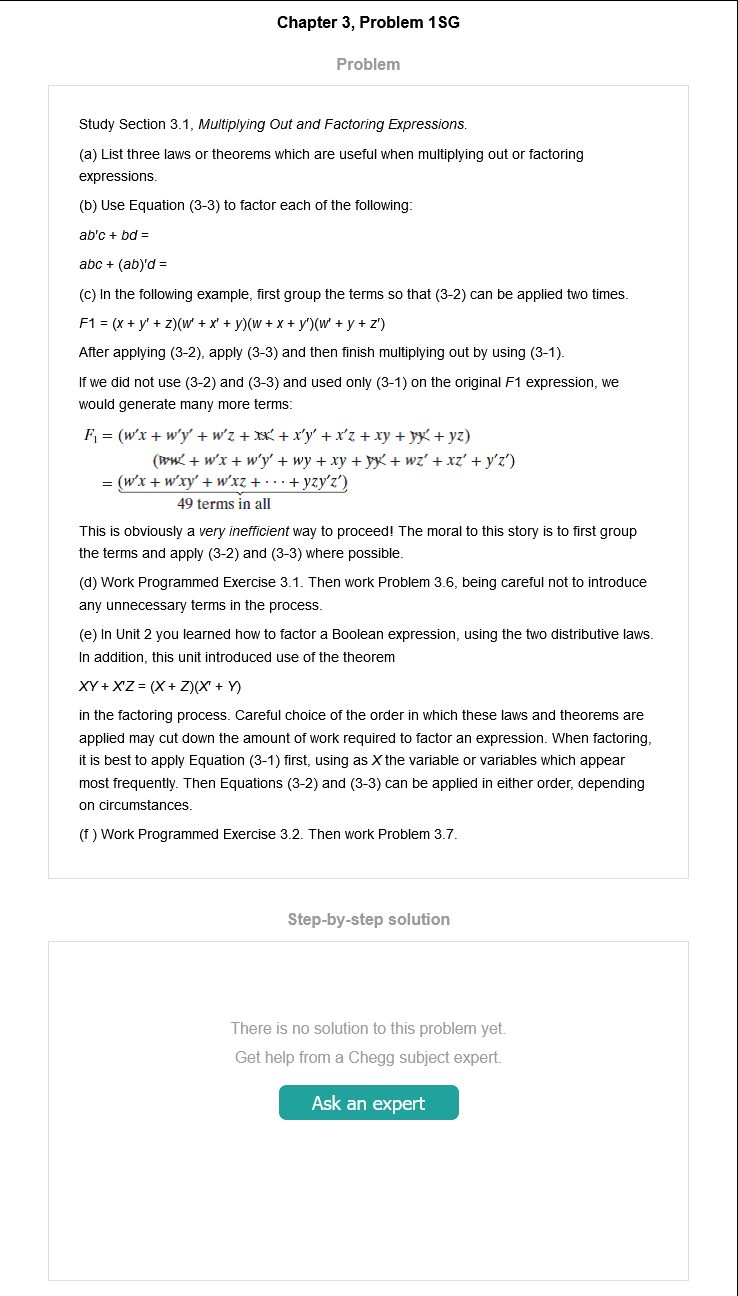 Chapter 3, Problem 1SG
Problem
Study Section 3.1, Multiplying Out and Factoring Expressions.
(a) List three laws or theorems which are useful when multiplying out or factoring
expressions.
(b) Use Equation (3-3) to factor each of the following:
ab'c + bd =
abc + (ab)'d =
(c) In the following example, first group the terms so that (3-2) can be applied two times.
F1 = (x + y' + z)(w' + x' + y)(w + x + y')(w' + y + z')
After applying (3-2), apply (3-3) and then finish multiplying out by using (3-1).
If we did not use (3-2) and (3-3) and used only (3-1) on the original F1 expression, we
would generate many more terms:
F₁ = (w′x + w′y′ + w′z + xx′ + x′y′ + x′z + xy + yy′ + yz)
(ww′ + w′x + w′y′ + wy + xy + yy′ + wz′ + xz′ + y′z′)
= (w′x + w′xy′ + w′xz + · · · + yzy′z′)
49 terms in all
This is obviously a very inefficient way to proceed! The moral to this story is to first group
the terms and apply (3-2) and (3-3) where possible.
(d) Work Programmed Exercise 3.1. Then work Problem 3.6, being careful not to introduce
any unnecessary terms in the process.
(e) In Unit 2 you learned how to factor a Boolean expression, using the two distributive laws.
In addition, this unit introduced use of the theorem
XY + X'Z = (X + Z)(X' + Y)
in the factoring process. Careful choice of the order in which these laws and theorems are
applied may cut down the amount of work required to factor an expression. When factoring,
it is best to apply Equation (3-1) first, using as X the variable or variables which appear
most frequently. Then Equations (3-2) and (3-3) can be applied in either order, depending
on circumstances.
(f ) Work Programmed Exercise 3.2. Then work Problem 3.7.
Step-by-step solution
There is no solution to this problem yet.
Get help from a Chegg subject expert.
Ask an expert